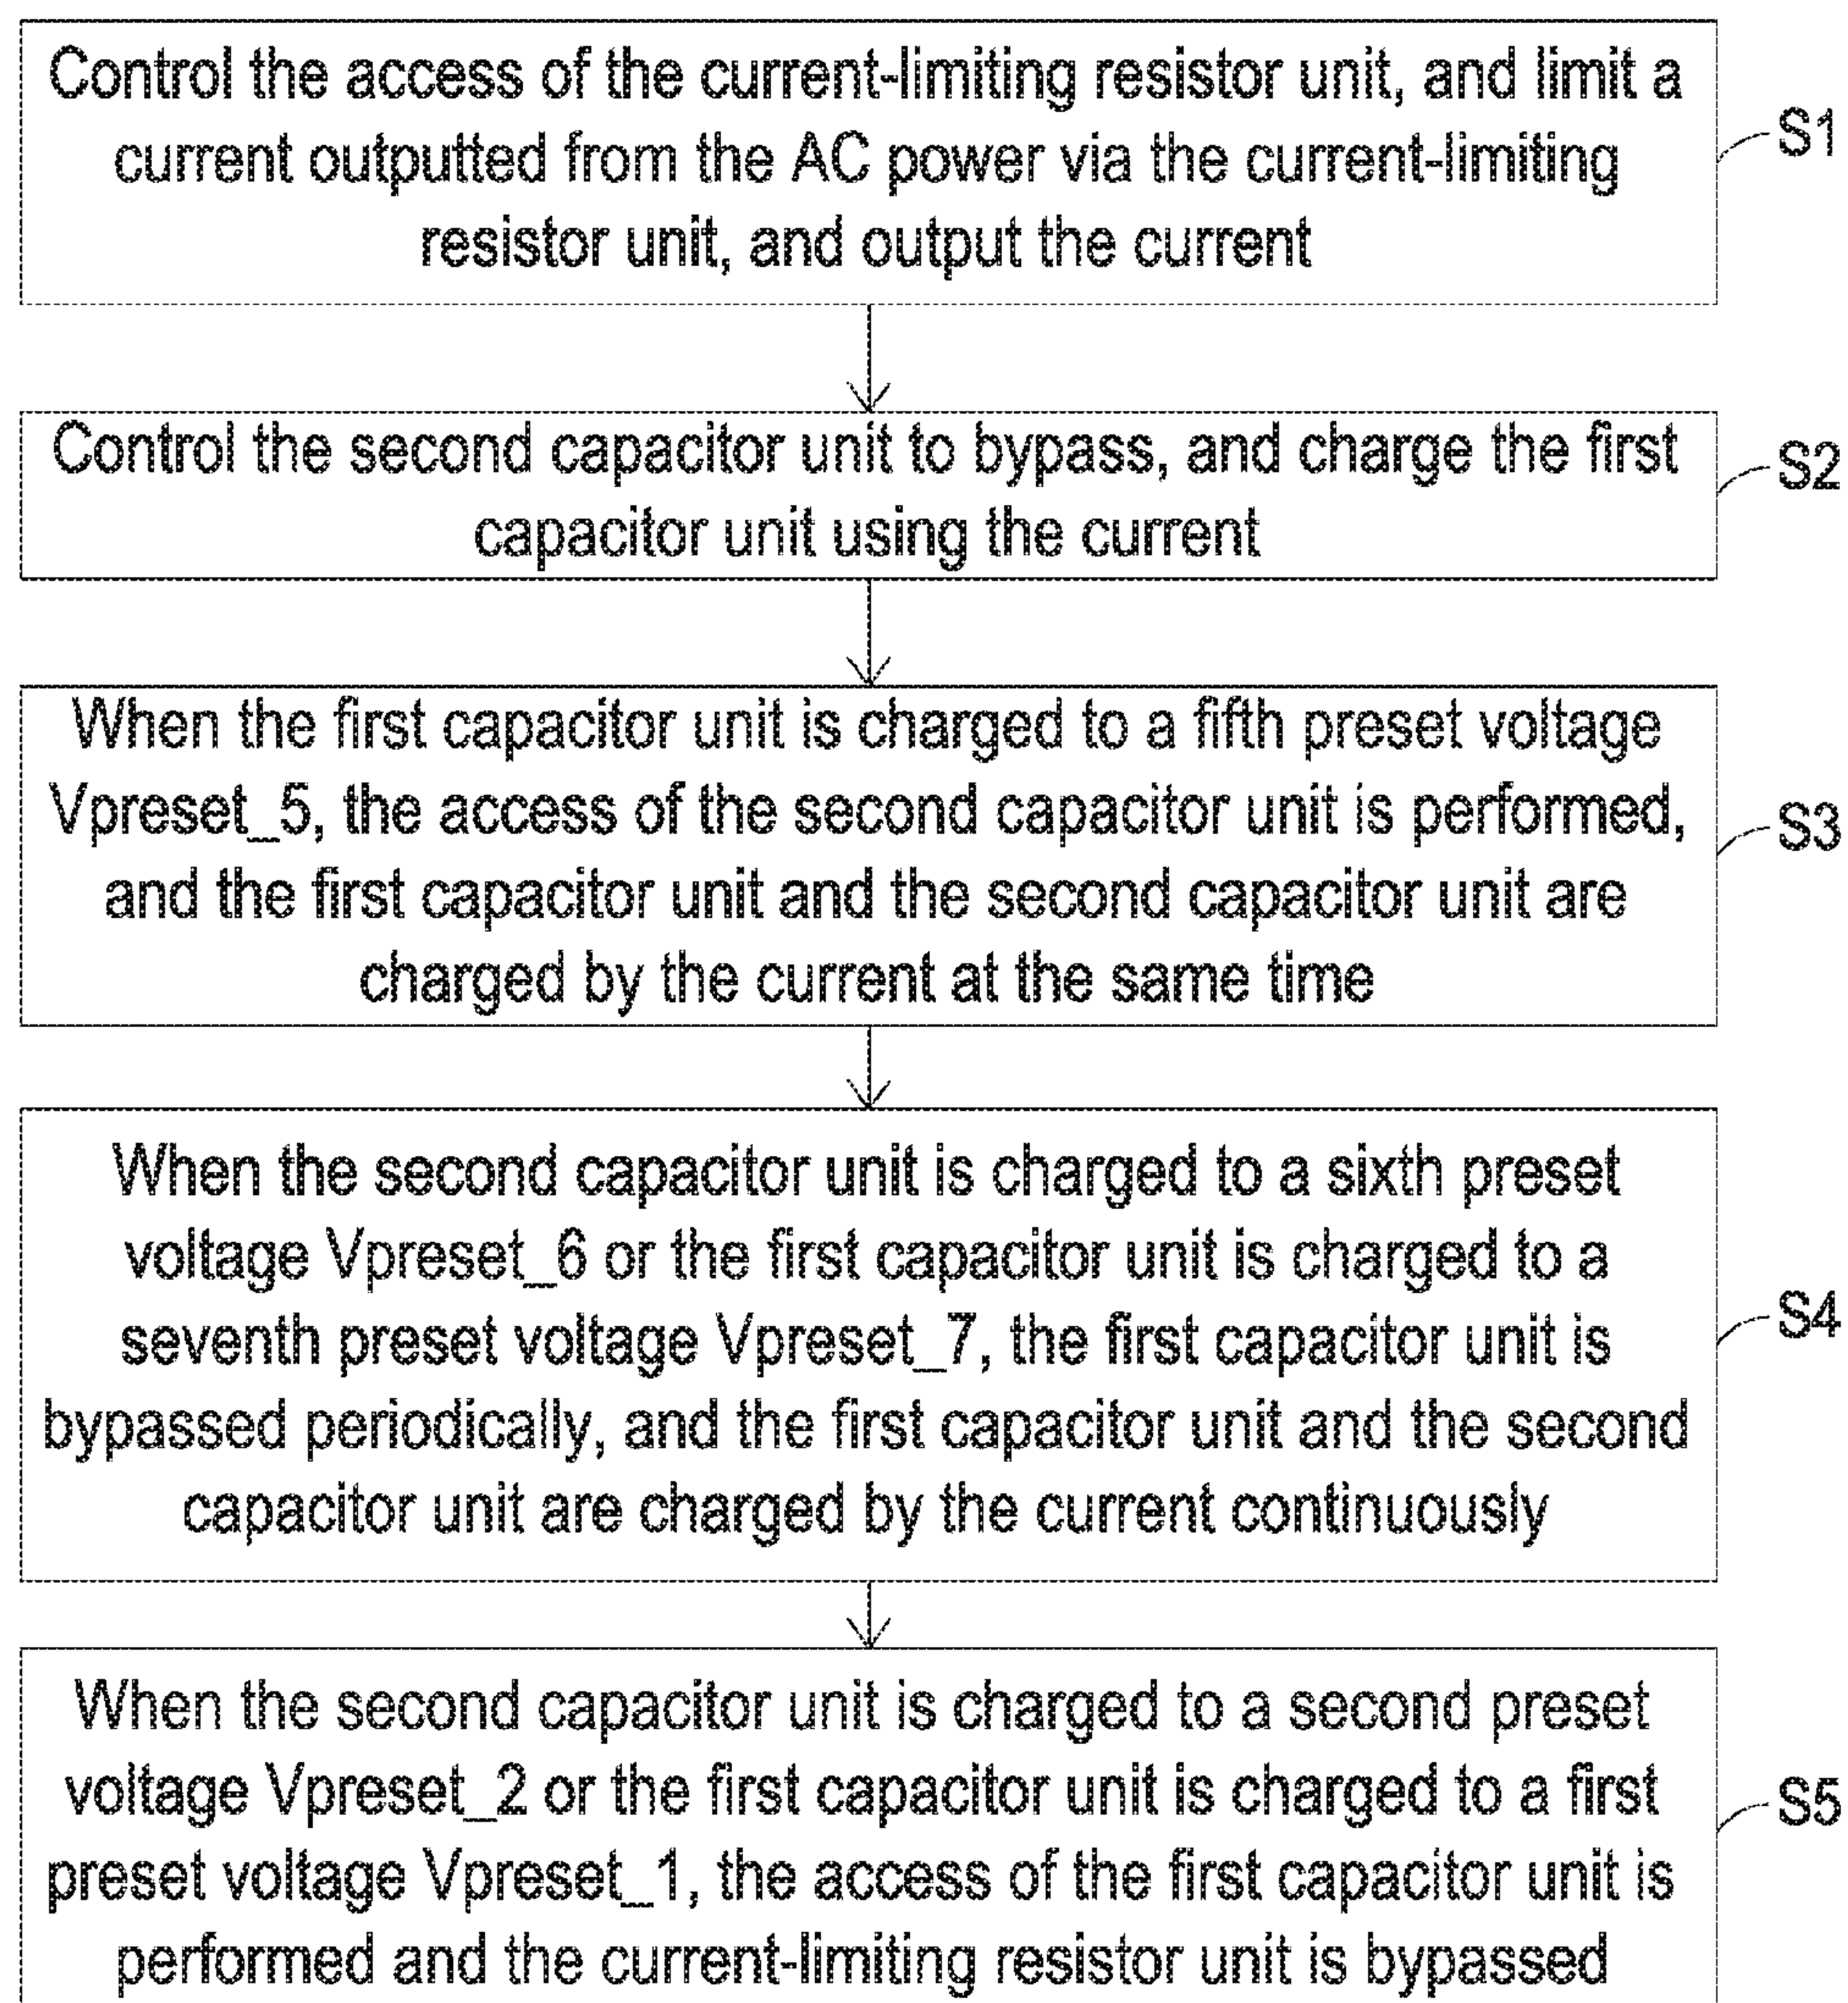 Control the access of the current-limiting resistor unit, and limit a
current outputted from the AC power via the current-limiting
resistor unit, and output the current
S1
Control the second capacitor unit to bypass, and charge the first
capacitor unit using the current
S2
When the first capacitor unit is charged to a fifth preset voltage
Vpreset_5, the access of the second capacitor unit is performed,
and the first capacitor unit and the second capacitor unit are
charged by the current at the same time
S3
When the second capacitor unit is charged to a sixth preset
voltage Vpreset_6 or the first capacitor unit is charged to a
seventh preset voltage Vpreset_7, the first capacitor unit is
bypassed periodically, and the first capacitor unit and the second
capacitor unit are charged by the current continuously
S4
When the second capacitor unit is charged to a second preset
voltage Vpreset_2 or the first capacitor unit is charged to a first
preset voltage Vpreset_1, the access of the first capacitor unit is
performed and the current-limiting resistor unit is bypassed
S5